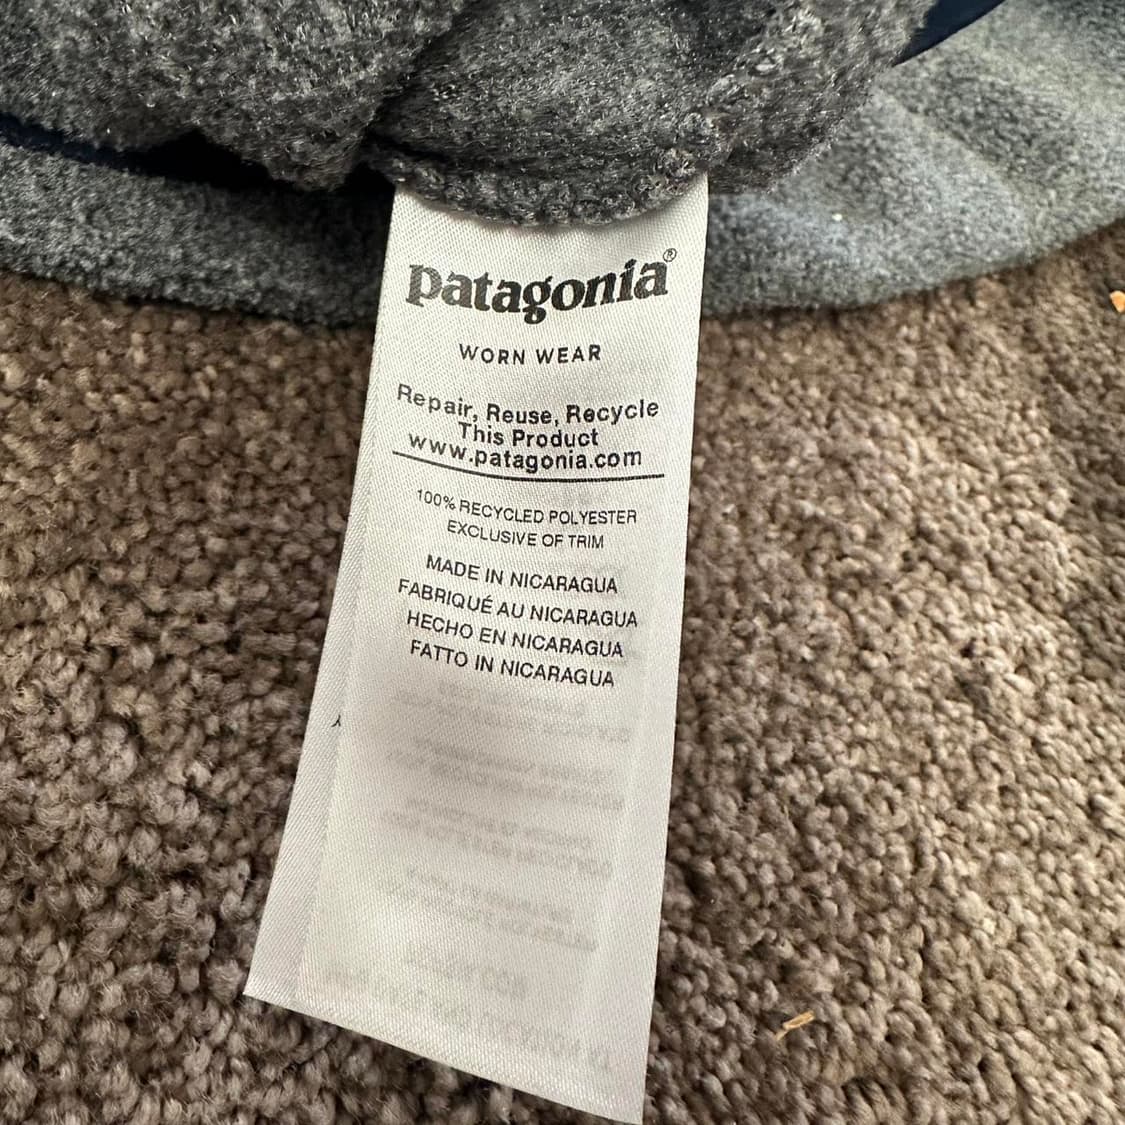 patagonia®
WORN WEAR
Repair, Reuse, Recycle
This Product
www.patagonia.com
100% RECYCLED POLYESTER
EXCLUSIVE OF TRIM
MADE IN NICARAGUA
FABRIQUÉ AU NICARAGUA
HECHO EN NICARAGUA
FATTO IN NICARAGUA